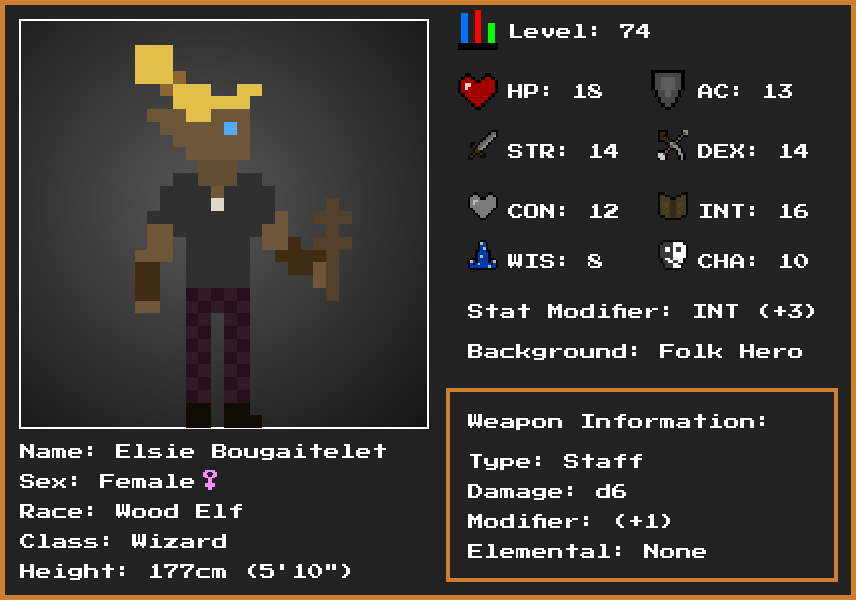 Level: 74
HP: 18 AC: 13
STR: 14 DEX: 14
CON: 12 INT: 16
WIS: 8 CHA: 10
Stat Modifier: INT (+3)
Background: Folk Hero
Weapon Information:
Type: Staff
Damage: d6
Modifier: (+1)
Elemental: None
Name: Elsie Bougaitelet
Sex: Female♀
Race: Wood Elf
Class: Wizard
Height: 177cm (5'10")